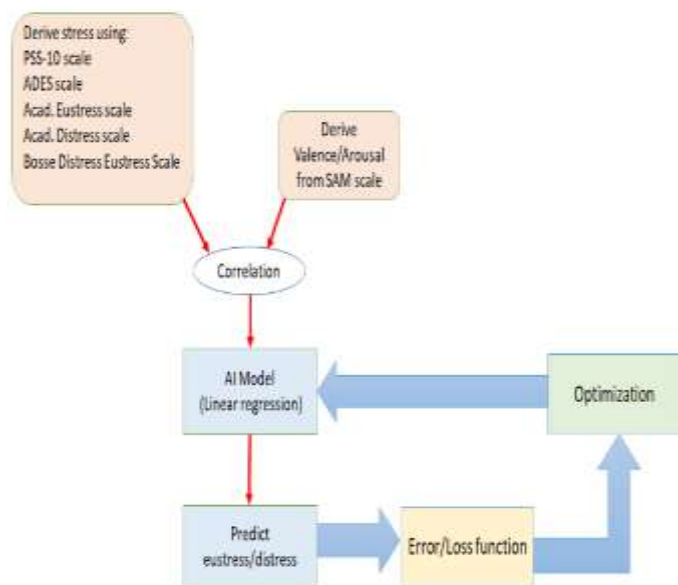 Derive stress using:
PSS-10 scale
ADES scale
Acad. Eustress scale
Acad. Distress scale
Bosse Distress Eustress Scale
Derive
Valence/Arousal
from SAM scale
Correlation
AI Model
(Linear regression)
Optimization
Predict
eustress/distress
Error/Loss function